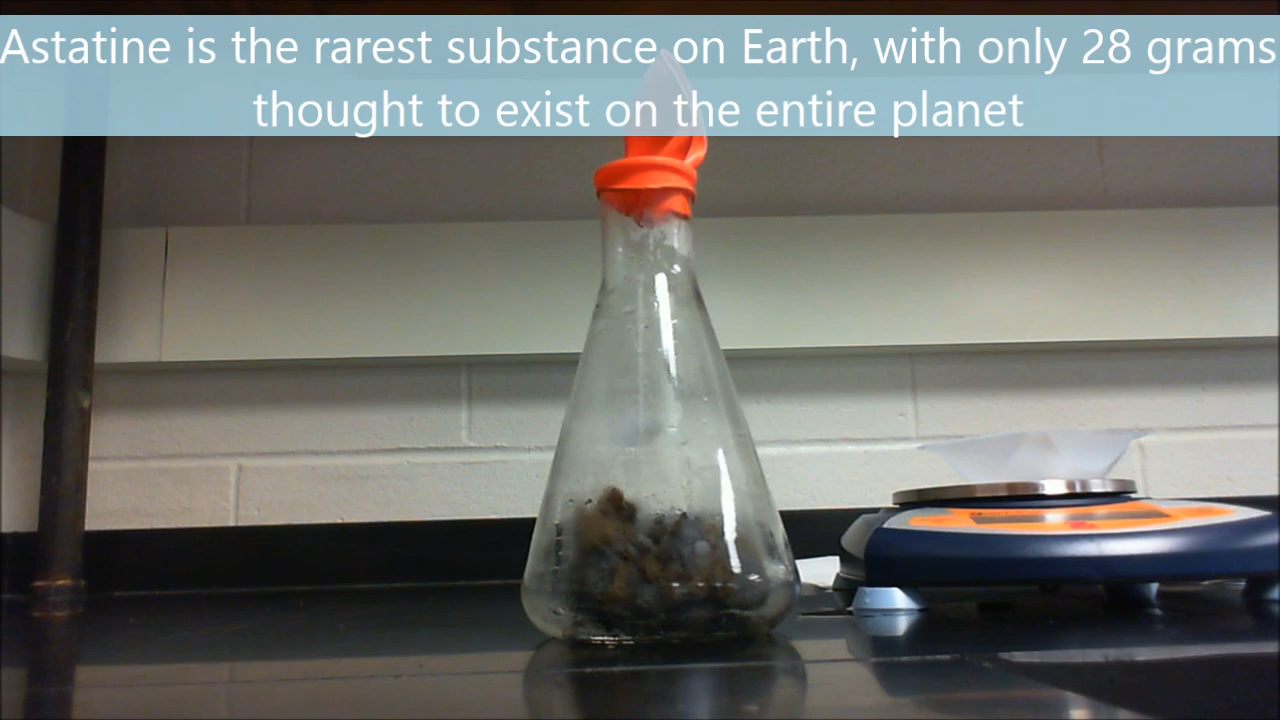 Astatine is the rarest substance on Earth, with only 28 grams
thought to exist on the entire planet